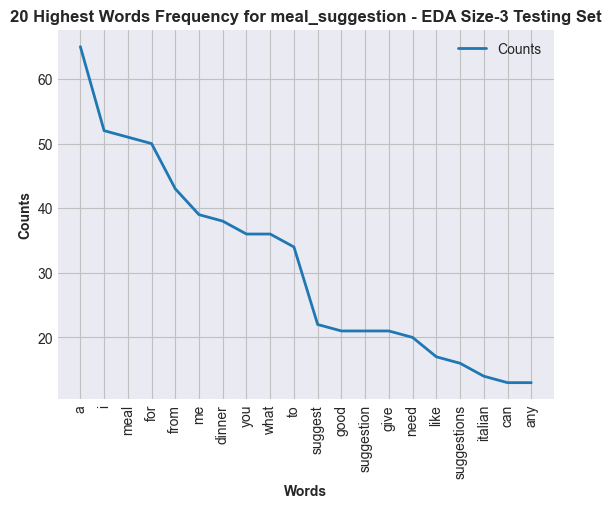 20 Highest Words Frequency for meal_suggestion - EDA Size-3 Testing Set
Counts
60
50
40
30
20
Counts
a
i
meal
for
from
me
dinner
you
what
to
suggest
good
suggestion
give
need
like
suggestions
italian
can
any
Words